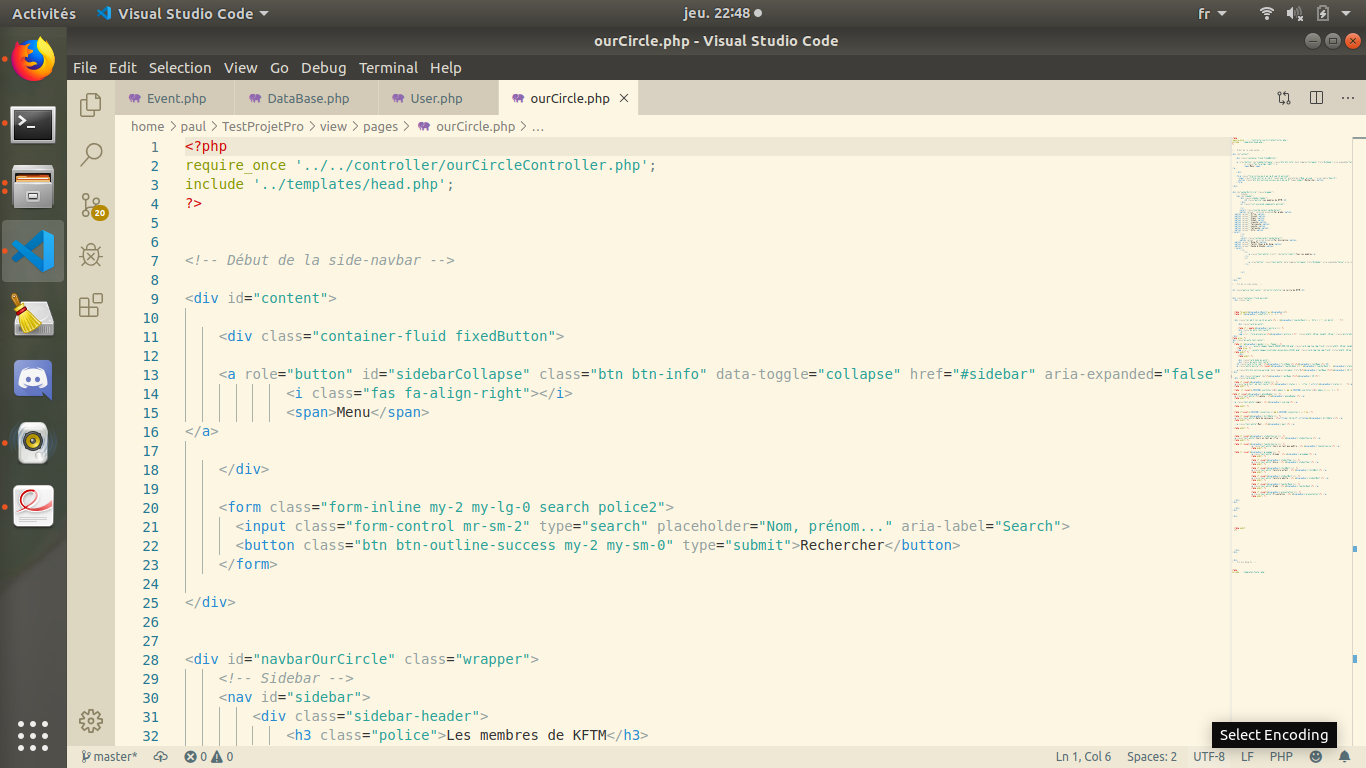 Activités Visual Studio Code jeu. 22:48 fr
ourCircle.php - Visual Studio Code
File Edit Selection View Go Debug Terminal Help
Event.php DataBase.php User.php ourCircle.php
home > paul > TestProjetPro > view > pages > ourCircle.php > ...
1 <?php
2 require_once '../../controller/ourCircleController.php';
3 include '../templates/head.php';
4 ?>
5
6
7 <!-- Début de la side-navbar -->
8
9 <div id="content">
10
11 <div class="container-fluid fixedButton">
12
13 <a role="button" id="sidebarCollapse" class="btn btn-info" data-toggle="collapse" href="#sidebar" aria-expanded="false"
14 <i class="fas fa-align-right"></i>
15 <span>Menu</span>
16 </a>
17
18 </div>
19
20 <form class="form-inline my-2 my-lg-0 search police2">
21 <input class="form-control mr-sm-2" type="search" placeholder="Nom, prénom..." aria-label="Search">
22 <button class="btn btn-outline-success my-2 my-sm-0" type="submit">Rechercher</button>
23 </form>
24
25 </div>
26
27
28 <div id="navbarOurCircle" class="wrapper">
29 <!-- Sidebar -->
30 <nav id="sidebar">
31 <div class="sidebar-header">
32 <h3 class="police">Les membres de KFTM</h3>
20
Select Encoding
master* 0 0 Ln 1, Col 6 Spaces: 2 UTF-8 LF PHP